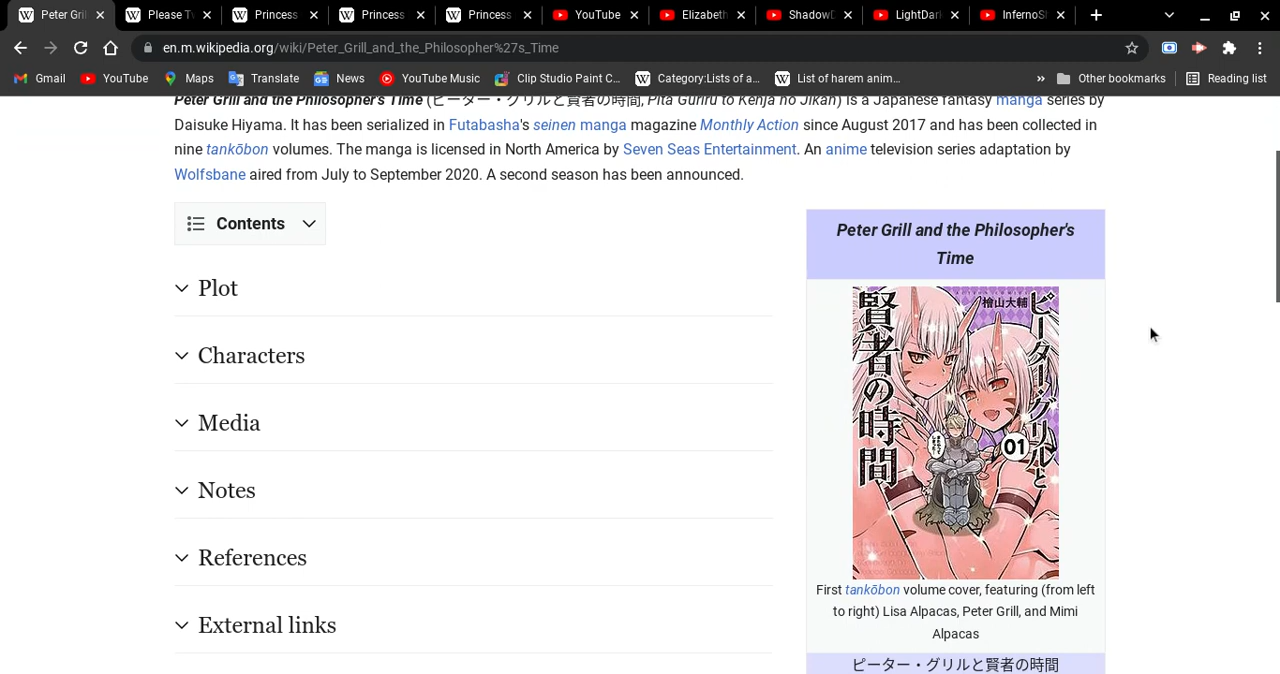 Peter Gril
Please Tw
Princess
Princess
Princess
YouTube
Elizabeth
ShadowD
LightDark
InfernoSh
en.m.wikipedia.org/wiki/Peter_Grill_and_the_Philosopher%27s_Time
Gmail
YouTube
Maps
Translate
News
YouTube Music
Clip Studio Paint C...
Category:Lists of a...
List of harem anim...
»
Other bookmarks
Reading list
Peter Grill and the Philosopher's Time (ピーター・グリルと賢者の時間, Pītā Guriru to Kenja no Jikan) is a Japanese fantasy manga series by
Daisuke Hiyama. It has been serialized in Futabasha's seinen manga magazine Monthly Action since August 2017 and has been collected in
nine tankōbon volumes. The manga is licensed in North America by Seven Seas Entertainment. An anime television series adaptation by
Wolfsbane aired from July to September 2020. A second season has been announced.
Contents
Plot
Characters
Media
Notes
References
External links
Peter Grill and the Philosopher's
Time
檜山大輔
ピーター・グリルと
賢者の時間
01
First tankōbon volume cover, featuring (from left
to right) Lisa Alpacas, Peter Grill, and Mimi
Alpacas
ピーター・グリルと賢者の時間